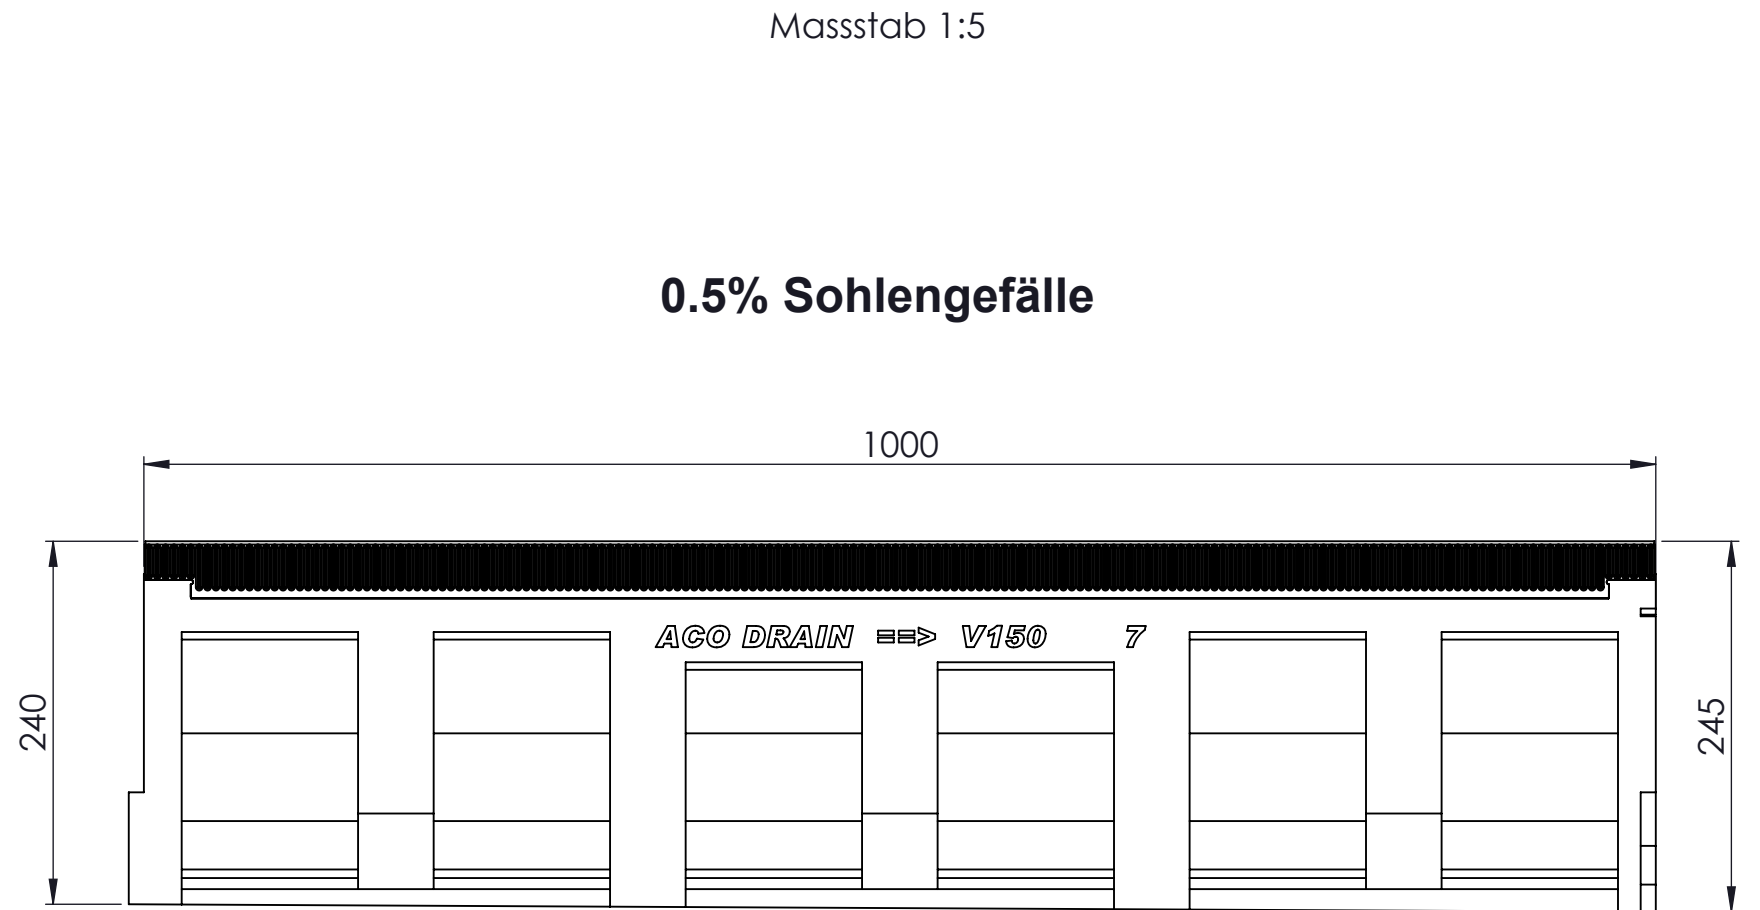 Massstab 1:5
0.5% Sohlengefälle
1000
ACO DRAIN ==> V150 7
240
245